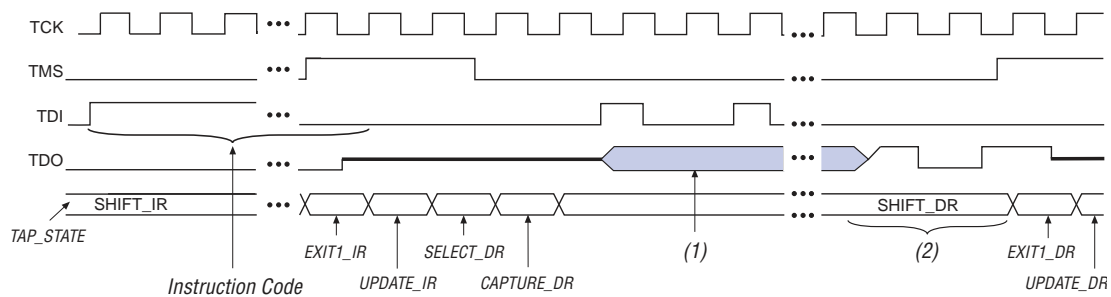 TCK
•••
•••
TMS
•••
•••
TDI
•••
•••
TDO
•••
•••
SHIFT_IR
•••
•••
SHIFT_DR
TAP_STATE
EXIT1_IR
SELECT_DR
(1)
(2)
EXIT1_DR
Instruction Code
UPDATE_IR
CAPTURE_DR
UPDATE_DR